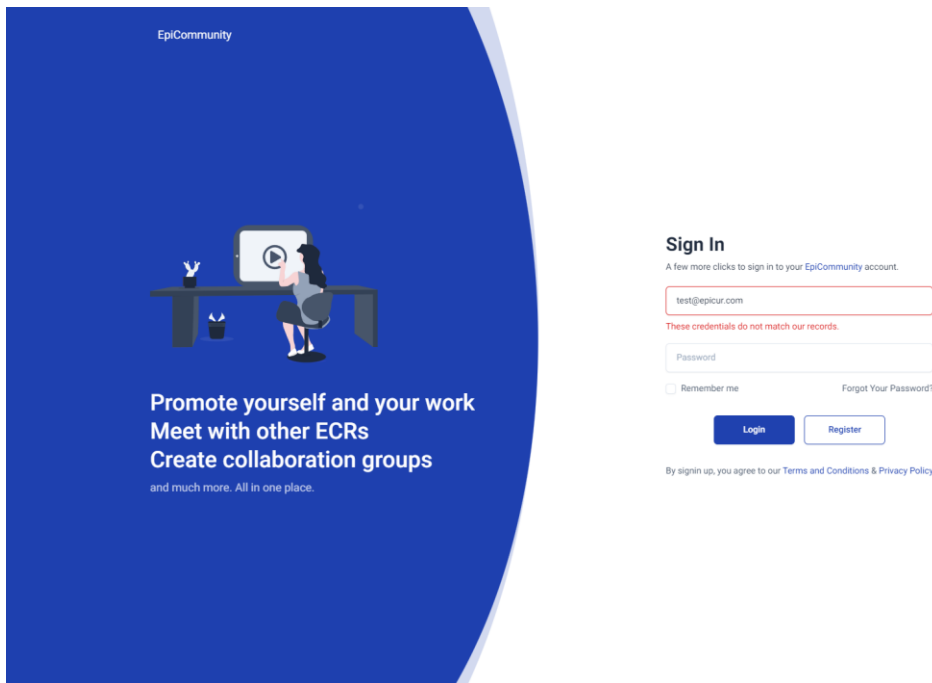 EpiCommunity
Promote yourself and your work
Meet with other ECRs
Create collaboration groups
and much more. All in one place.
Sign In
A few more clicks to sign in to your EpiCommunity account.
test@epicur.com
These credentials do not match our records.
Password
Remember me
Forgot Your Password?
Login
Register
By signin up, you agree to our Terms and Conditions & Privacy Policy